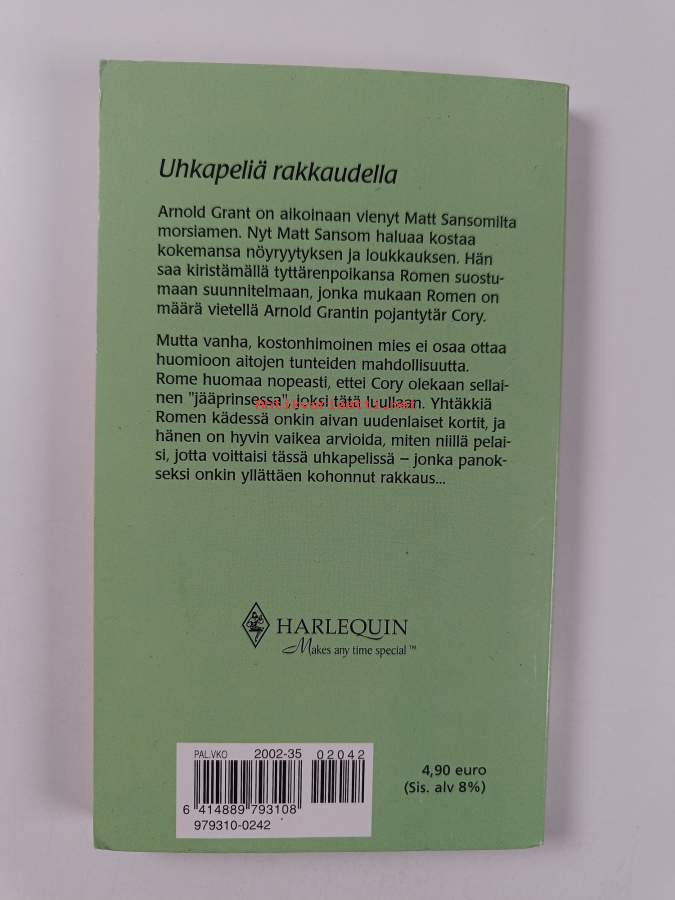 Uhkapeliä rakkaudella
Arnold Grant on aikoinaan vienyt Matt Sansomilta
morsiamen. Nyt Matt Sansom haluaa kostaa
kokemansa nöyryytyksen ja loukkauksen. Hän
saa kiristämällä tyttärenpoikansa Romen suostu-
maan suunnitelmaan, jonka mukaan Romen on
määrä vietellä Arnold Grantin pojantytär Cory.
Mutta vanha, kostonhimoinen mies ei osaa ottaa
huomioon aitojen tunteiden mahdollisuutta.
Rome huomaa nopeasti, ettei Cory olekaan sellai-
nen "jääprinsessa", joksi tätä luullaan. Yhtäkkiä
Romen kädessä onkin aivan uudenlaiset kortit, ja
hänen on hyvin vaikea arvioida, miten niillä pelai-
si, jotta voittaisi tässä uhkapelissä – jonka panok-
seksi onkin yllättäen kohonnut rakkaus...
HARLEQUIN
Makes any time special ™
PAL.VKO 2002-35 02042
6 414889 793108
979310-0242
4,90 euro
(Sis. alv 8%)